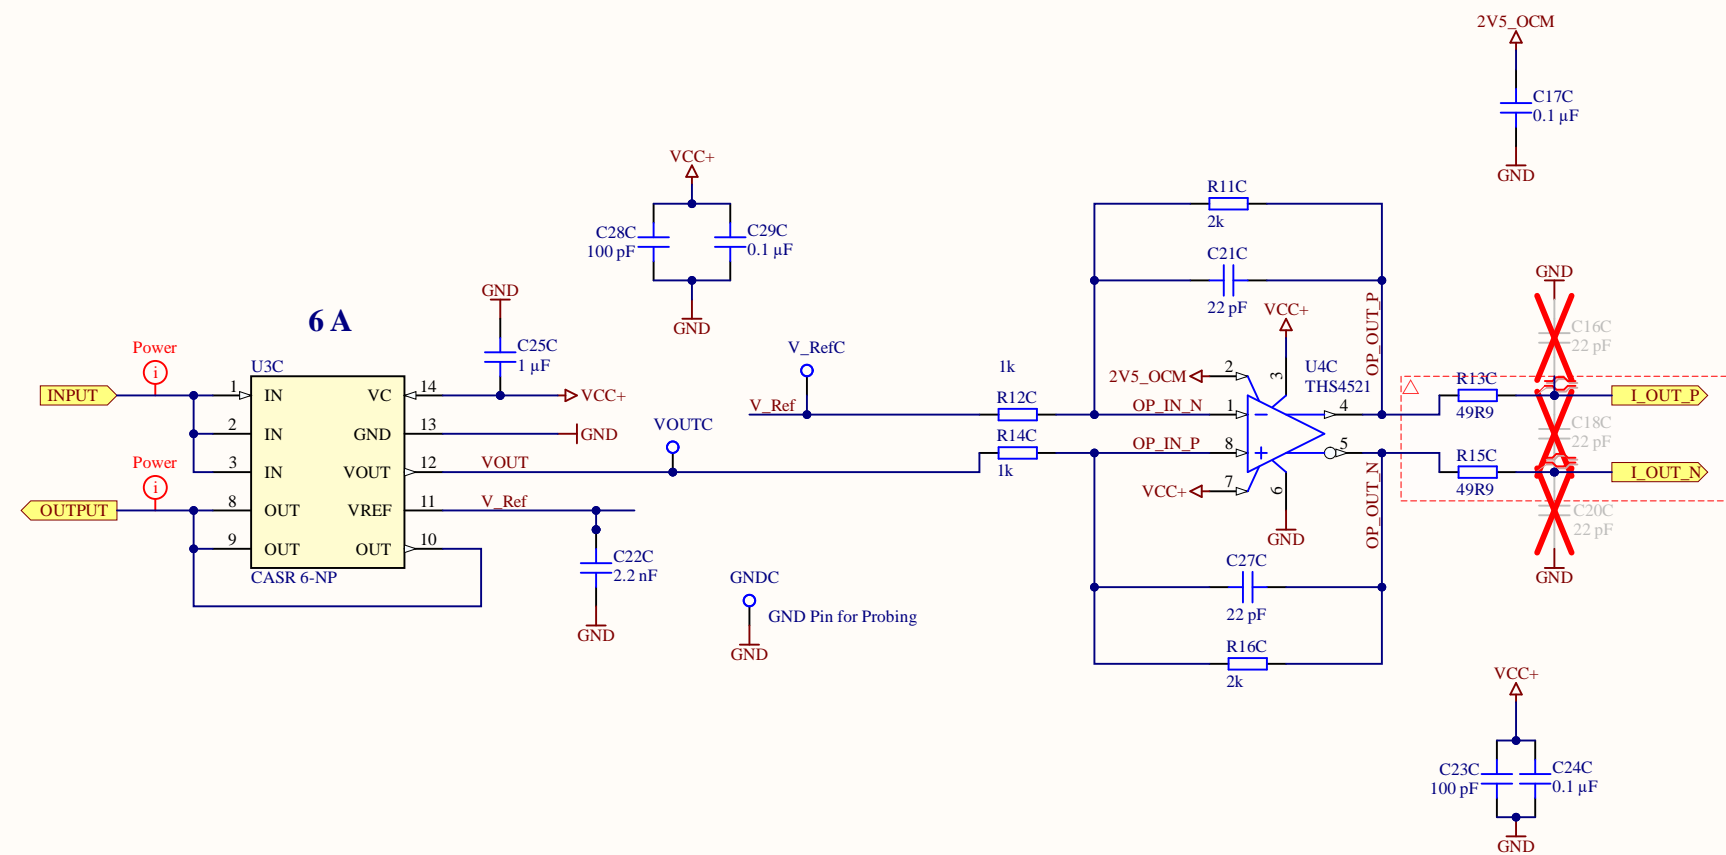 2V5_OCM
C17C
0.1 µF
GND
VCC+
C28C
100 pF
C29C
0.1 µF
GND
R11C
2k
C21C
22 pF
VCC+
OP_OUT_P
GND
C16C
22 pF
6 A
GND
C25C
1 µF
Power
i
U3C
INPUT
1
IN
VC
14
VCC+
2
IN
GND
13
GND
3
IN
VOUT
12
VOUT
Power
i
OUTPUT
8
OUT
VREF
11
V_Ref
9
OUT
OUT
10
CASR 6-NP
C22C
2.2 nF
GND
VOUTC
V_RefC
V_Ref
1k
R12C
R14C
1k
GNDC
GND Pin for Probing
GND
2V5_OCM
2
3
U4C
THS4521
OP_IN_N
1
4
OP_IN_P
8
5
VCC+
7
6
GND
OP_OUT_N
R13C
49R9
I_OUT_P
C18C
22 pF
R15C
49R9
I_OUT_N
C20C
22 pF
GND
C27C
22 pF
R16C
2k
VCC+
C23C
100 pF
C24C
0.1 µF
GND